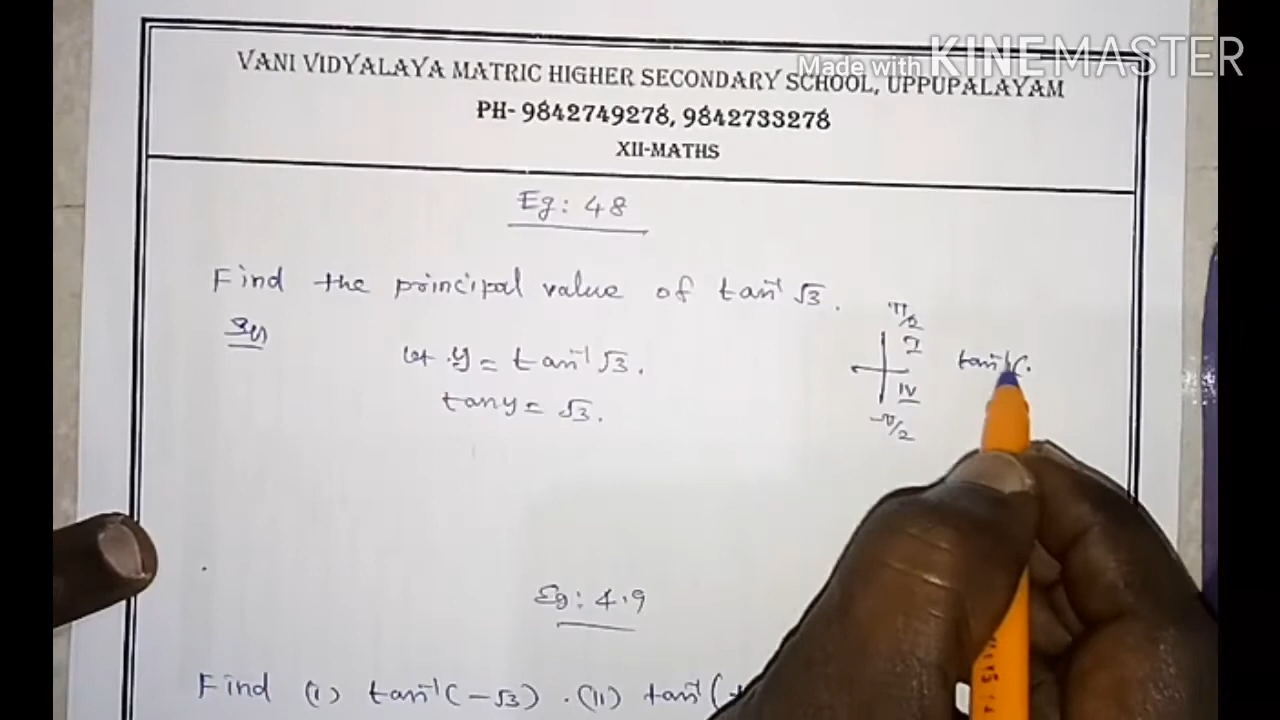 Made with KINEMASTER
VANI VIDYALAYA MATRIC HIGHER SECONDARY SCHOOL, UPPUPALAYAM
PH- 9842749278, 9842733278
XII-MATHS
Eg: 48
Find the principal value of tan⁻¹ √3.
Sol
let y = tan⁻¹ √3.
tan y = √3.
π/2
I
IV
-π/2
tan⁻¹(
Eg: 4.9
Find (i) tan⁻¹(-√3) . (ii) tan⁻¹(